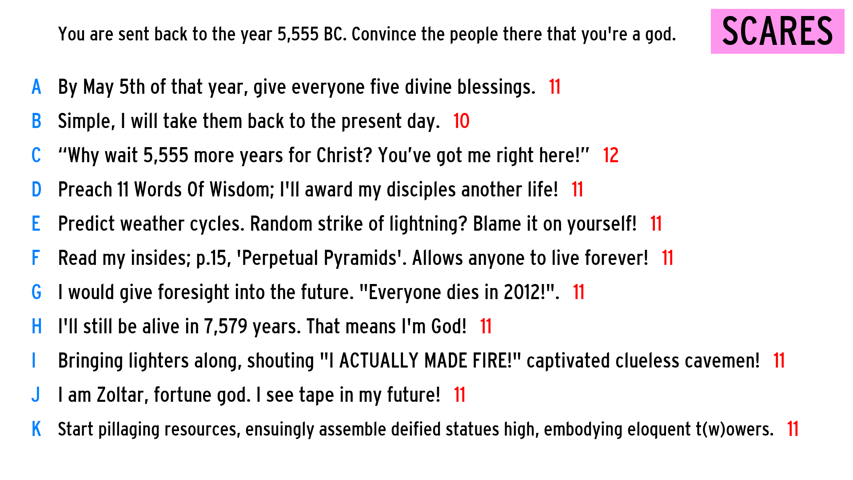 You are sent back to the year 5,555 BC. Convince the people there that you're a god.
SCARES
A By May 5th of that year, give everyone five divine blessings. 11
B Simple, I will take them back to the present day. 10
C “Why wait 5,555 more years for Christ? You’ve got me right here!” 12
D Preach 11 Words Of Wisdom; I'll award my disciples another life! 11
E Predict weather cycles. Random strike of lightning? Blame it on yourself! 11
F Read my insides; p.15, 'Perpetual Pyramids'. Allows anyone to live forever! 11
G I would give foresight into the future. "Everyone dies in 2012!". 11
H I'll still be alive in 7,579 years. That means I'm God! 11
I Bringing lighters along, shouting "I ACTUALLY MADE FIRE!" captivated clueless cavemen! 11
J I am Zoltar, fortune god. I see tape in my future! 11
K Start pillaging resources, ensuingly assemble deified statues high, embodying eloquent t(w)owers. 11